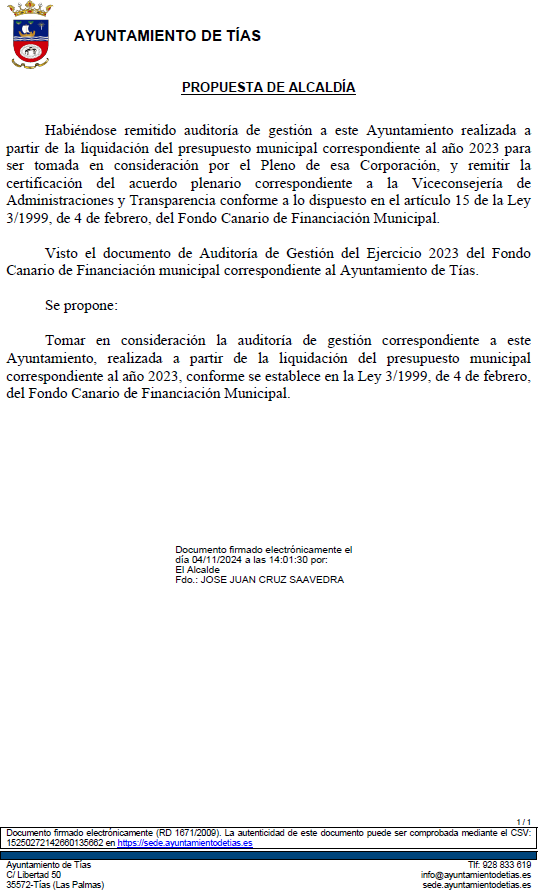 AYUNTAMIENTO DE TÍAS
PROPUESTA DE ALCALDÍA
Habiéndose remitido auditoría de gestión a este Ayuntamiento realizada a
partir de la liquidación del presupuesto municipal correspondiente al año 2023 para
ser tomada en consideración por el Pleno de esa Corporación, y remitir la
certificación del acuerdo plenario correspondiente a la Viceconsejería de
Administraciones y Transparencia conforme a lo dispuesto en el artículo 15 de la Ley
3/1999, de 4 de febrero, del Fondo Canario de Financiación Municipal.
Visto el documento de Auditoría de Gestión del Ejercicio 2023 del Fondo
Canario de Financiación municipal correspondiente al Ayuntamiento de Tías.
Se propone:
Tomar en consideración la auditoría de gestión correspondiente a este
Ayuntamiento, realizada a partir de la liquidación del presupuesto municipal
correspondiente al año 2023, conforme se establece en la Ley 3/1999, de 4 de febrero,
del Fondo Canario de Financiación Municipal.
Documento firmado electrónicamente el
día 04/11/2024 a las 14:01:30 por:
El Alcalde
Fdo.: JOSE JUAN CRUZ SAAVEDRA
1 / 1
Documento firmado electrónicamente (RD 1671/2009). La autenticidad de este documento puede ser comprobada mediante el CSV:
15250272142660135662 en https://sede.ayuntamientodetias.es
Ayuntamiento de Tías
C/ Libertad 50
35572-Tías (Las Palmas)
Tlf: 928 833 619
info@ayuntamientodetias.es
sede.ayuntamientodetias.es